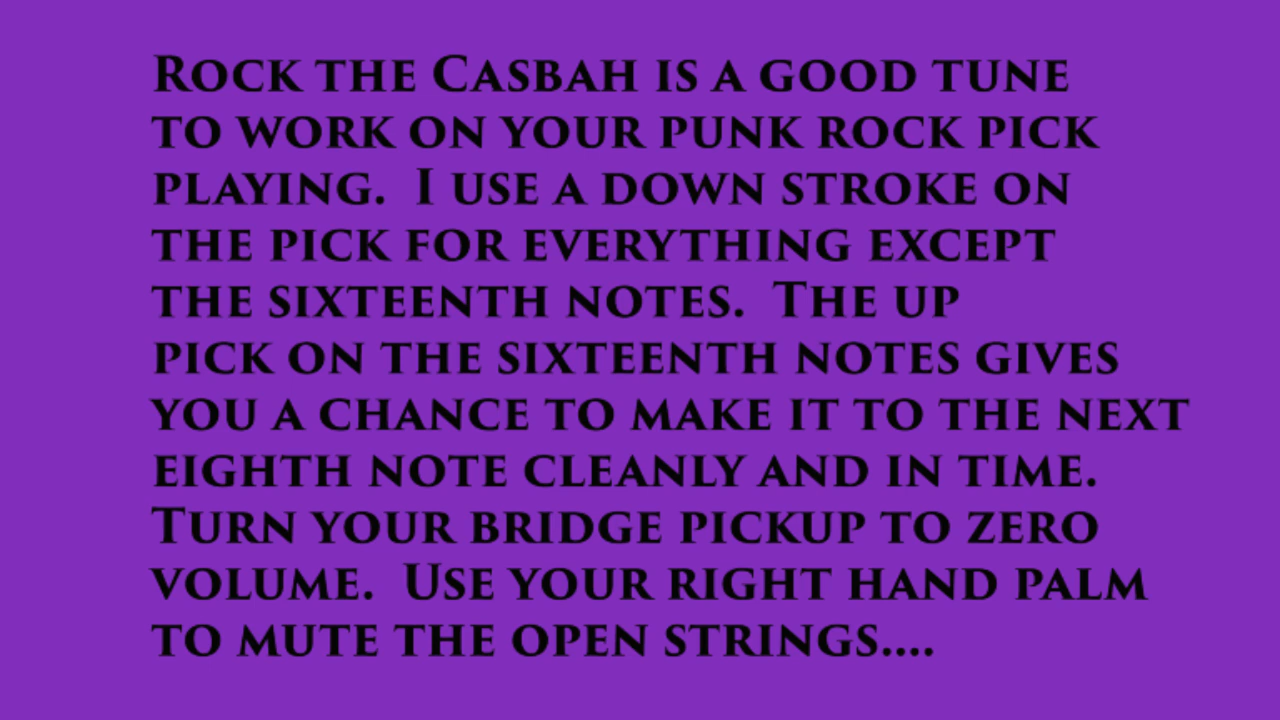 Rock the Casbah is a good tune
to work on your punk rock pick
playing.  I use a down stroke on
the pick for everything except
the sixteenth notes.  The up
pick on the sixteenth notes gives
you a chance to make it to the next
eighth note cleanly and in time.
Turn your bridge pickup to zero
volume.  Use your right hand palm
to mute the open strings....